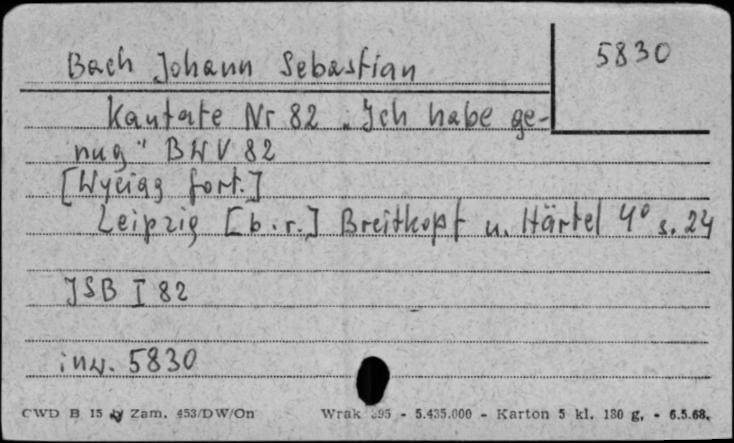 5830
Bach Johann Sebastian
Kantate Nr 82 „Ich habe ge-
nug" BWV 82
[Wyciąg fort.]
Leipzig [b.r.] Breitkopf u. Härtel 4° s. 24
JSB I 82
inw. 5830
CWD B 15 Zam. 453/DW/On Wrak - 5.435.000 - Karton 5 kl. 180 g. - 6.5.68.